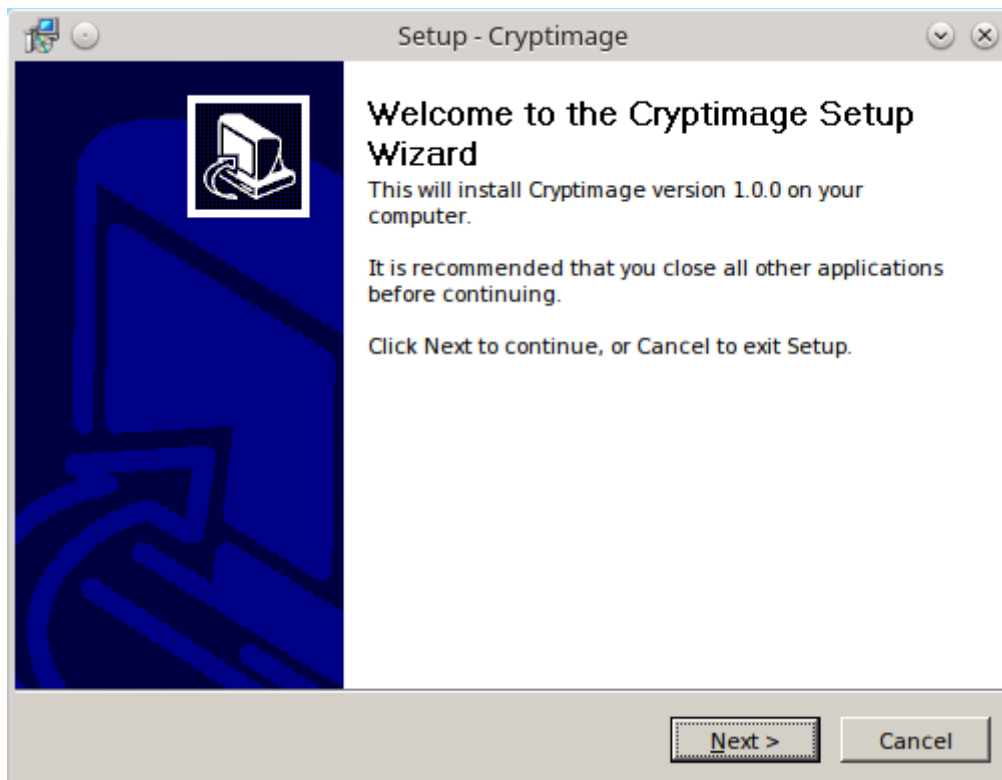 Setup - Cryptimage
Welcome to the Cryptimage Setup
Wizard
This will install Cryptimage version 1.0.0 on your
computer.
It is recommended that you close all other applications
before continuing.
Click Next to continue, or Cancel to exit Setup.
Next > Cancel